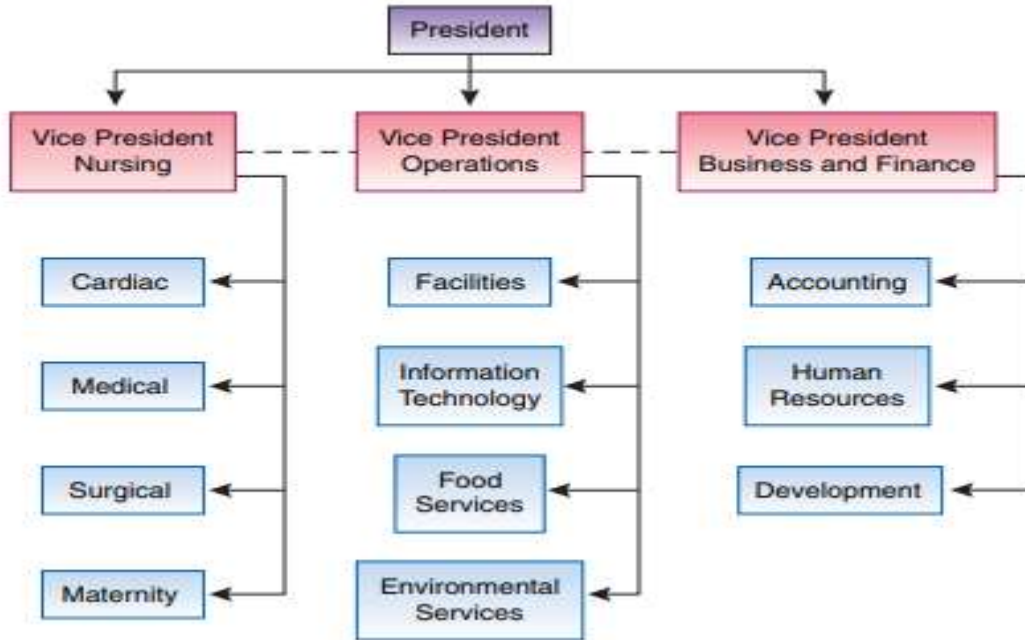 President
Vice President
Nursing
Vice President
Operations
Vice President
Business and Finance
Cardiac
Facilities
Accounting
Medical
Information
Technology
Human
Resources
Surgical
Food
Services
Development
Maternity
Environmental
Services